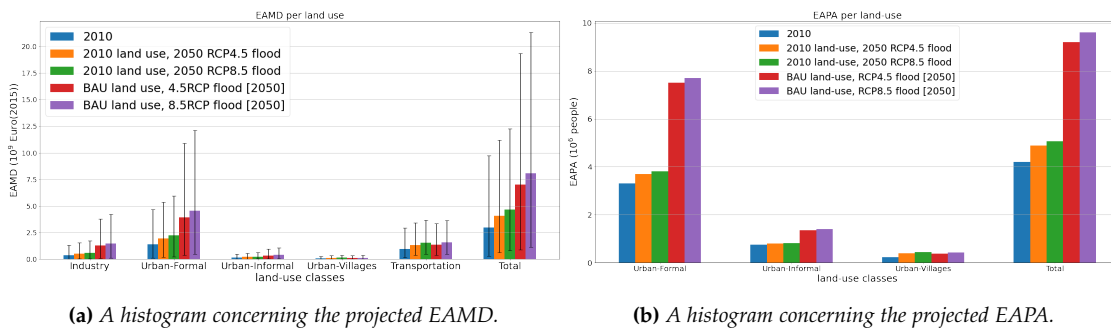 EAMD per land use
EAMD (10⁹ Euro(2015))
20.0
17.5
15.0
12.5
10.0
7.5
5.0
2.5
0.0
2010
2010 land use, 2050 RCP4.5 flood
2010 land use, 2050 RCP8.5 flood
BAU land use, 4.5RCP flood [2050]
BAU land use, 8.5RCP flood [2050]
Industry Urban-Formal Urban-Informal Urban-Villages Transportation Total
land-use classes
(a) A histogram concerning the projected EAMD.
EAPA per land-use
EAPA (10⁶ people)
10
8
6
4
2
0
2010
2010 land-use, 2050 RCP4.5 flood
2010 land-use, 2050 RCP8.5 flood
BAU land-use, RCP4.5 flood [2050]
BAU land-use, RCP8.5 flood [2050]
Urban-Formal Urban-Informal Urban-Villages Total
land-use classes
(b) A histogram concerning the projected EAPA.